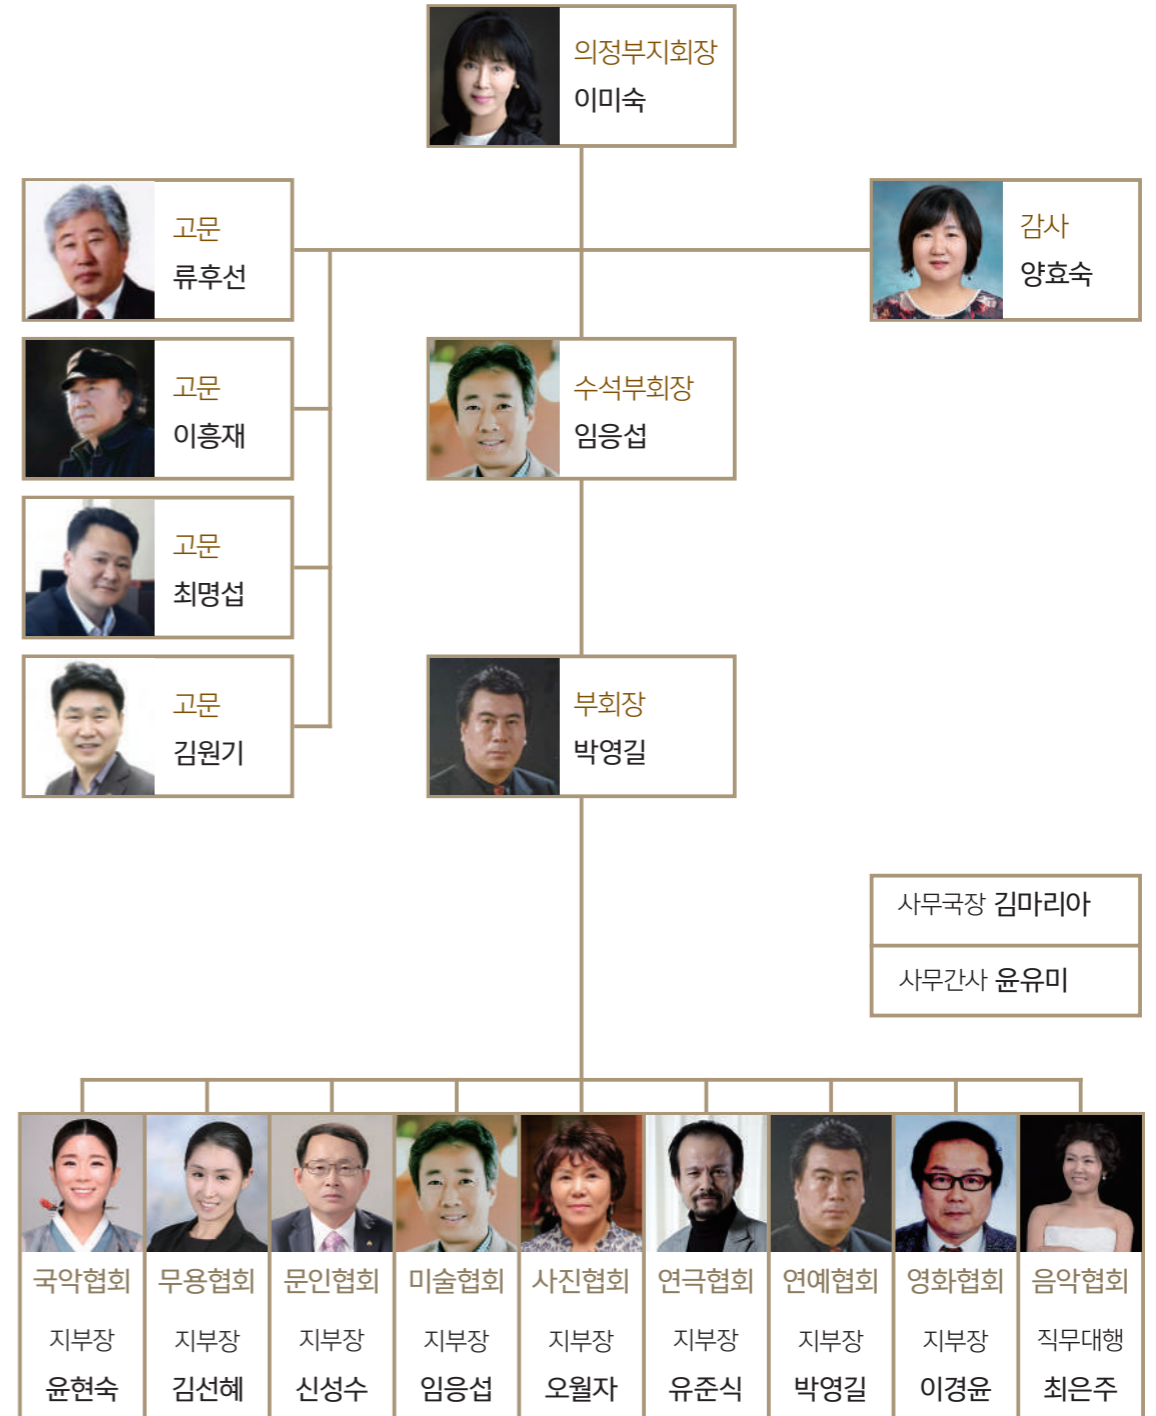 의정부지회장
이미숙
고문
류후선
감사
양효숙
고문
이흥재
수석부회장
임응섭
고문
최명섭
고문
김원기
부회장
박영길
사무국장 김마리아
사무간사 윤유미
국악협회
지부장
윤현숙
무용협회
지부장
김선혜
문인협회
지부장
신성수
미술협회
지부장
임응섭
사진협회
지부장
오월자
연극협회
지부장
유준식
연예협회
지부장
박영길
영화협회
지부장
이경윤
음악협회
직무대행
최은주